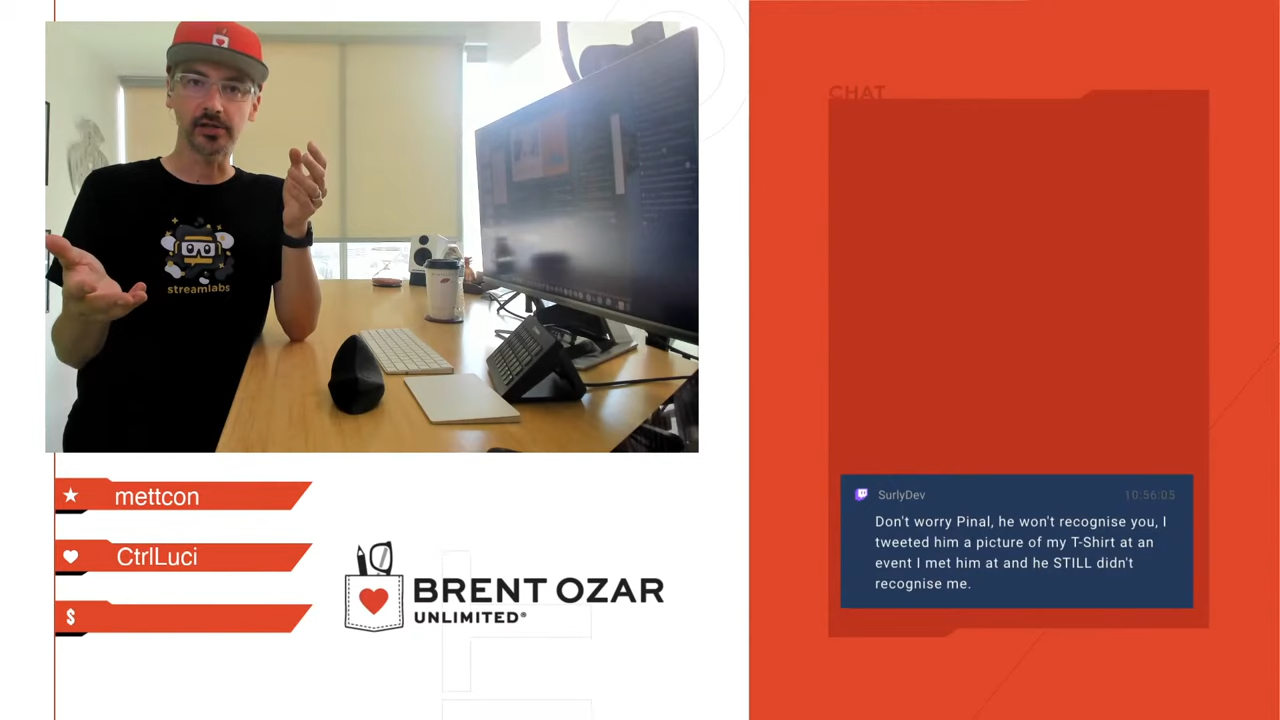 CHAT
streamlabs
mettcon
CtrlLuci
$
BRENT OZAR
UNLIMITED®
SurlyDev 10:56:05
Don't worry Pinal, he won't recognise you, I
tweeted him a picture of my T-Shirt at an
event I met him at and he STILL didn't
recognise me.